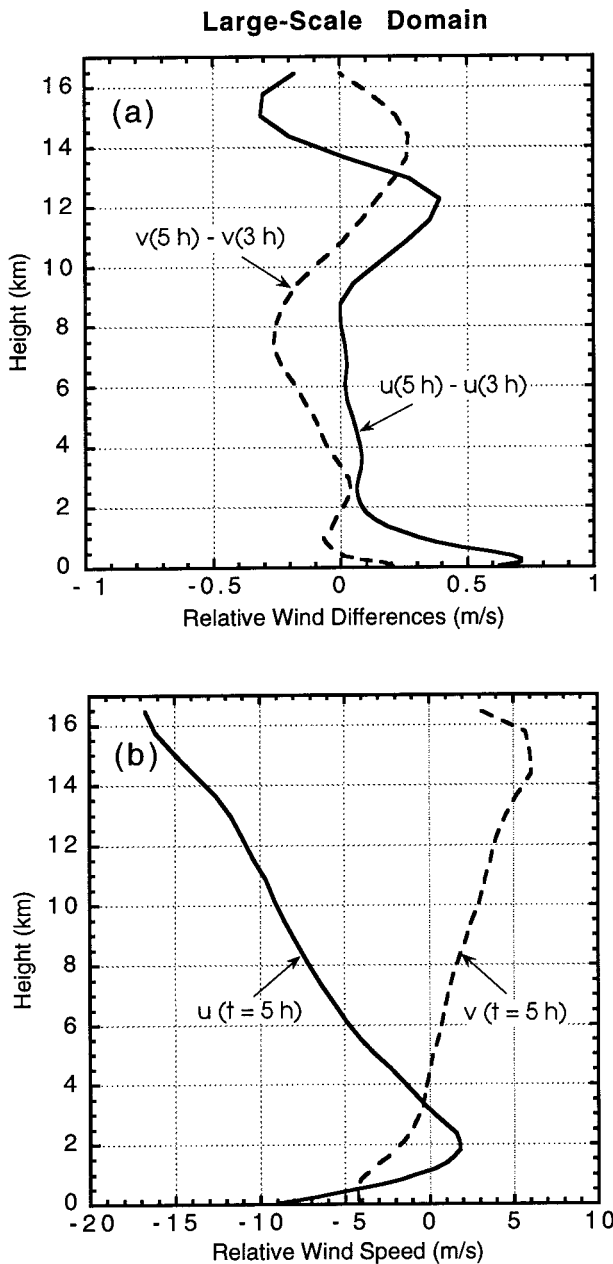 Large-Scale Domain
(a)
16
14
12
10
8
6
4
2
0
Height (km)
v(5 h) - v(3 h)
u(5 h) - u(3 h)
-1
-0.5
0
0.5
1
Relative Wind Differences (m/s)
(b)
16
14
12
10
8
6
4
2
0
Height (km)
u (t = 5 h)
v (t = 5 h)
-20
-15
-10
-5
0
5
10
Relative Wind Speed (m/s)